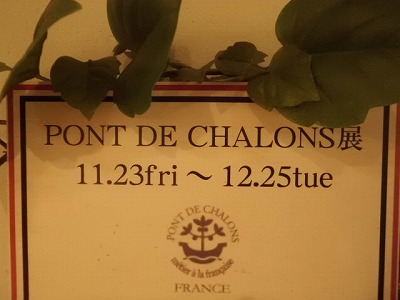 PONT DE CHALONS展
11.23fri～12.25tue
PONT DE CHALONS
métier à la française
FRANCE